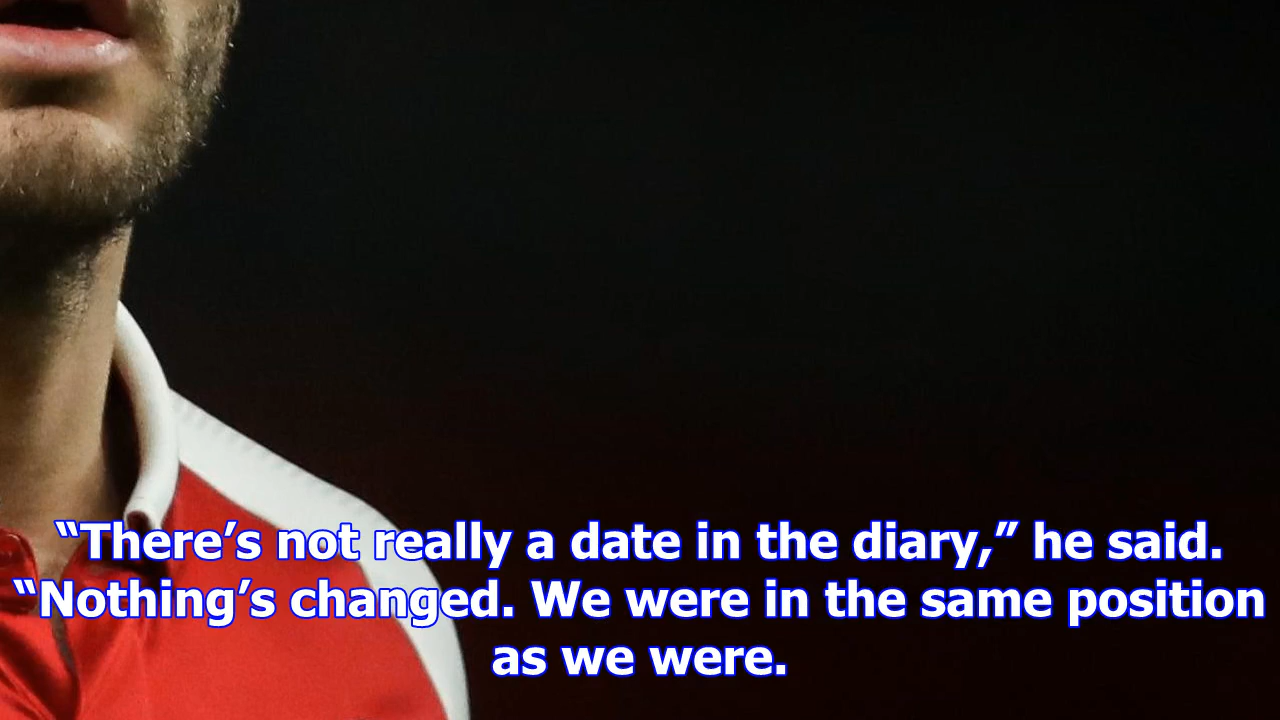 “There’s not really a date in the diary,” he said.
“Nothing’s changed. We were in the same position
as we were.